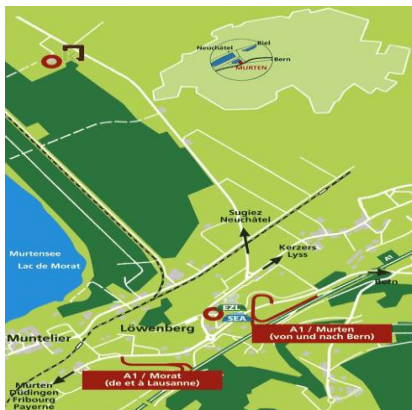 Neuchâtel
Biel
Bern
MURTEN
Sugiez
Neuchâtel
Kerzers
Lyss
Murtensee
Lac de Morat
A1
Bern
EZL
SEA
Löwenberg
A1 / Murten
(von und nach Bern)
Muntelier
A1 / Morat
(de et à Lausanne)
Murten
Düdingen
Fribourg
Payerne